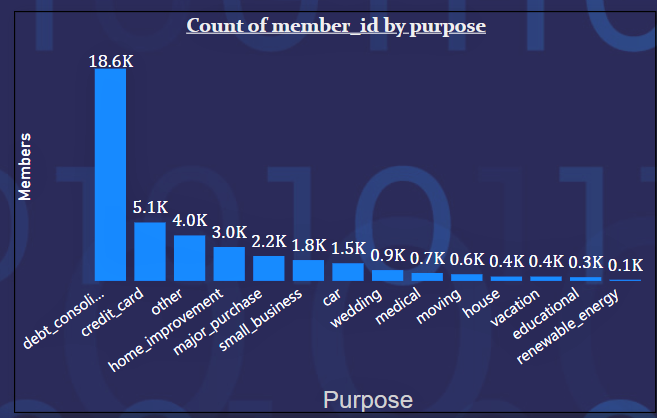 Count of member_id by purpose
Members
18.6K
5.1K
4.0K
3.0K
2.2K
1.8K
1.5K
0.9K
0.7K
0.6K
0.4K
0.4K
0.3K
0.1K
debt_consoli...
credit_card
other
home_improvement
major_purchase
small_business
car
wedding
medical
moving
house
vacation
educational
renewable_energy
Purpose